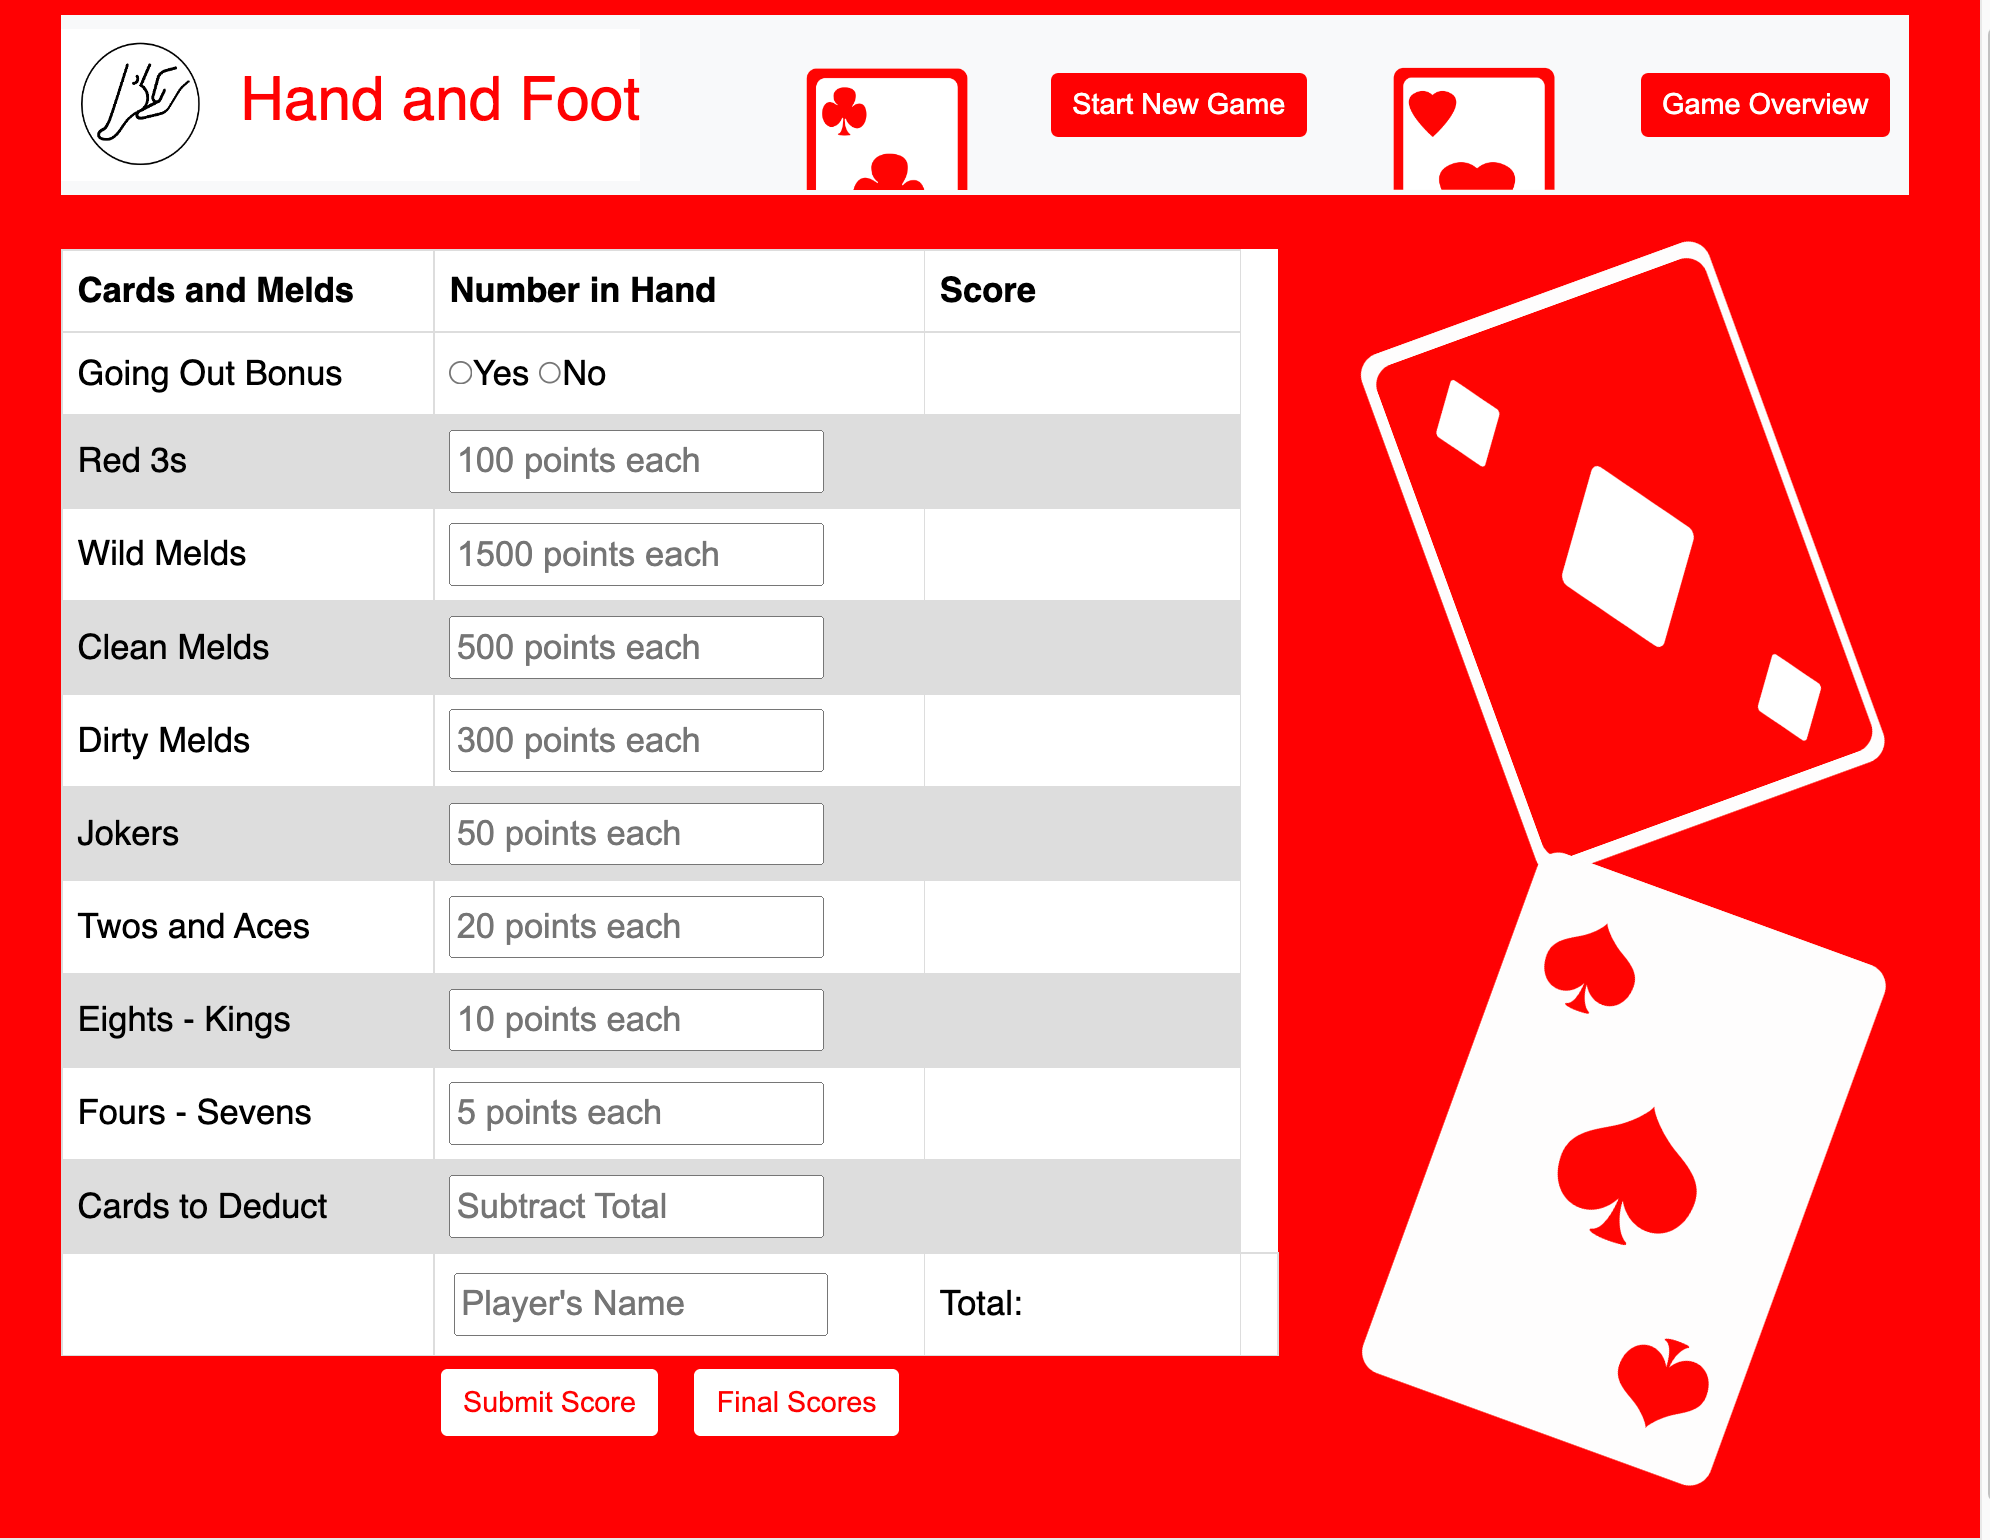 Hand and Foot
Start New Game
Game Overview
Cards and Melds Number in Hand Score
Going Out Bonus Yes No
Red 3s 100 points each
Wild Melds 1500 points each
Clean Melds 500 points each
Dirty Melds 300 points each
Jokers 50 points each
Twos and Aces 20 points each
Eights - Kings 10 points each
Fours - Sevens 5 points each
Cards to Deduct Subtract Total
Player's Name Total:
Submit Score Final Scores